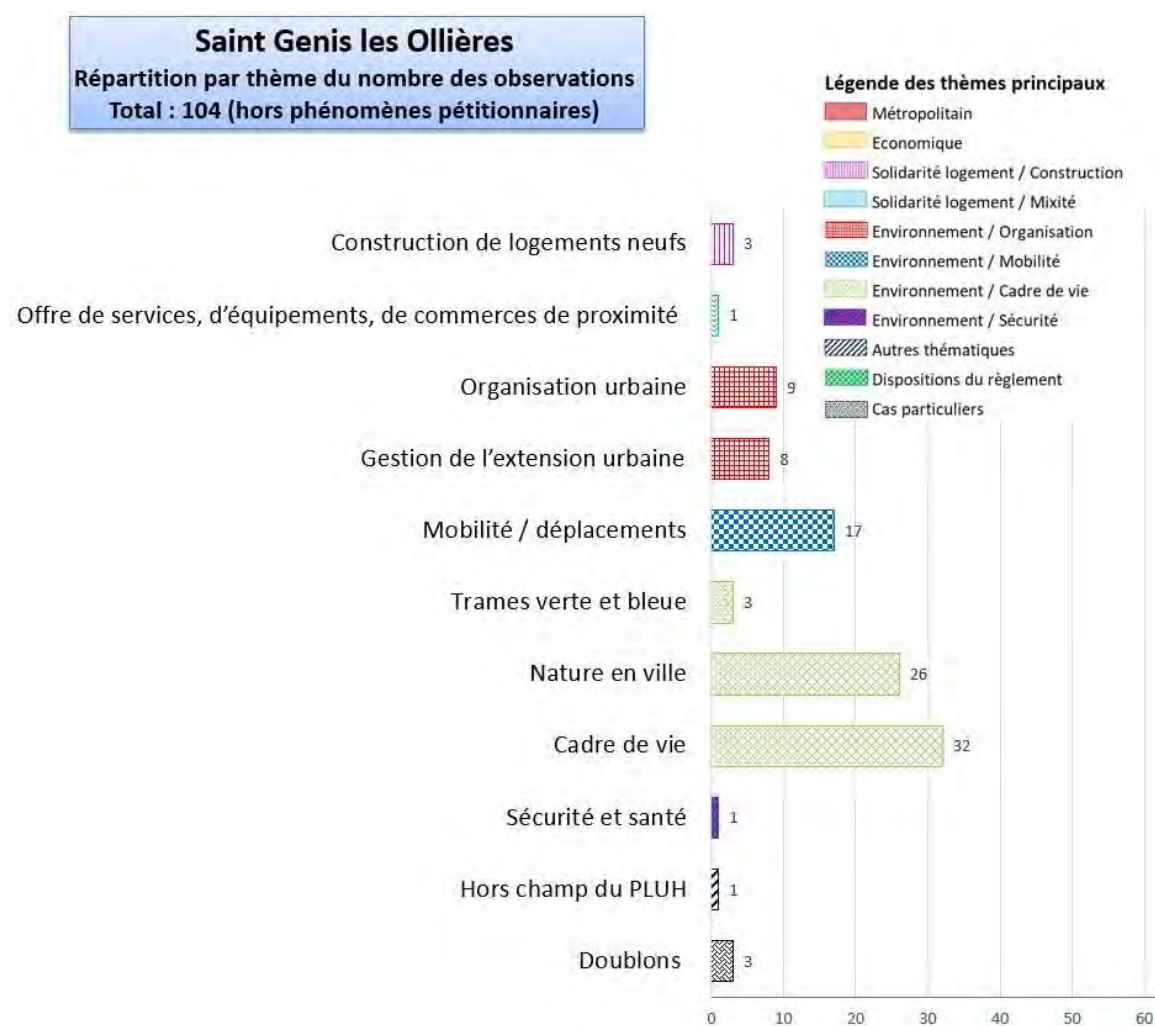 Saint Genis les Ollières
Répartition par thème du nombre des observations
Total : 104 (hors phénomènes pétitionnaires)
Légende des thèmes principaux
Métropolitain
Economique
Solidarité logement / Construction
Solidarité logement / Mixité
Environnement / Organisation
Environnement / Mobilité
Environnement / Cadre de vie
Environnement / Sécurité
Autres thématiques
Dispositions du règlement
Cas particuliers
Construction de logements neufs 3
Offre de services, d'équipements, de commerces de proximité 1
Organisation urbaine 9
Gestion de l'extension urbaine 8
Mobilité / déplacements 17
Trames verte et bleue 3
Nature en ville 26
Cadre de vie 32
Sécurité et santé 1
Hors champ du PLUH 1
Doublons 3
0 10 20 30 40 50 60